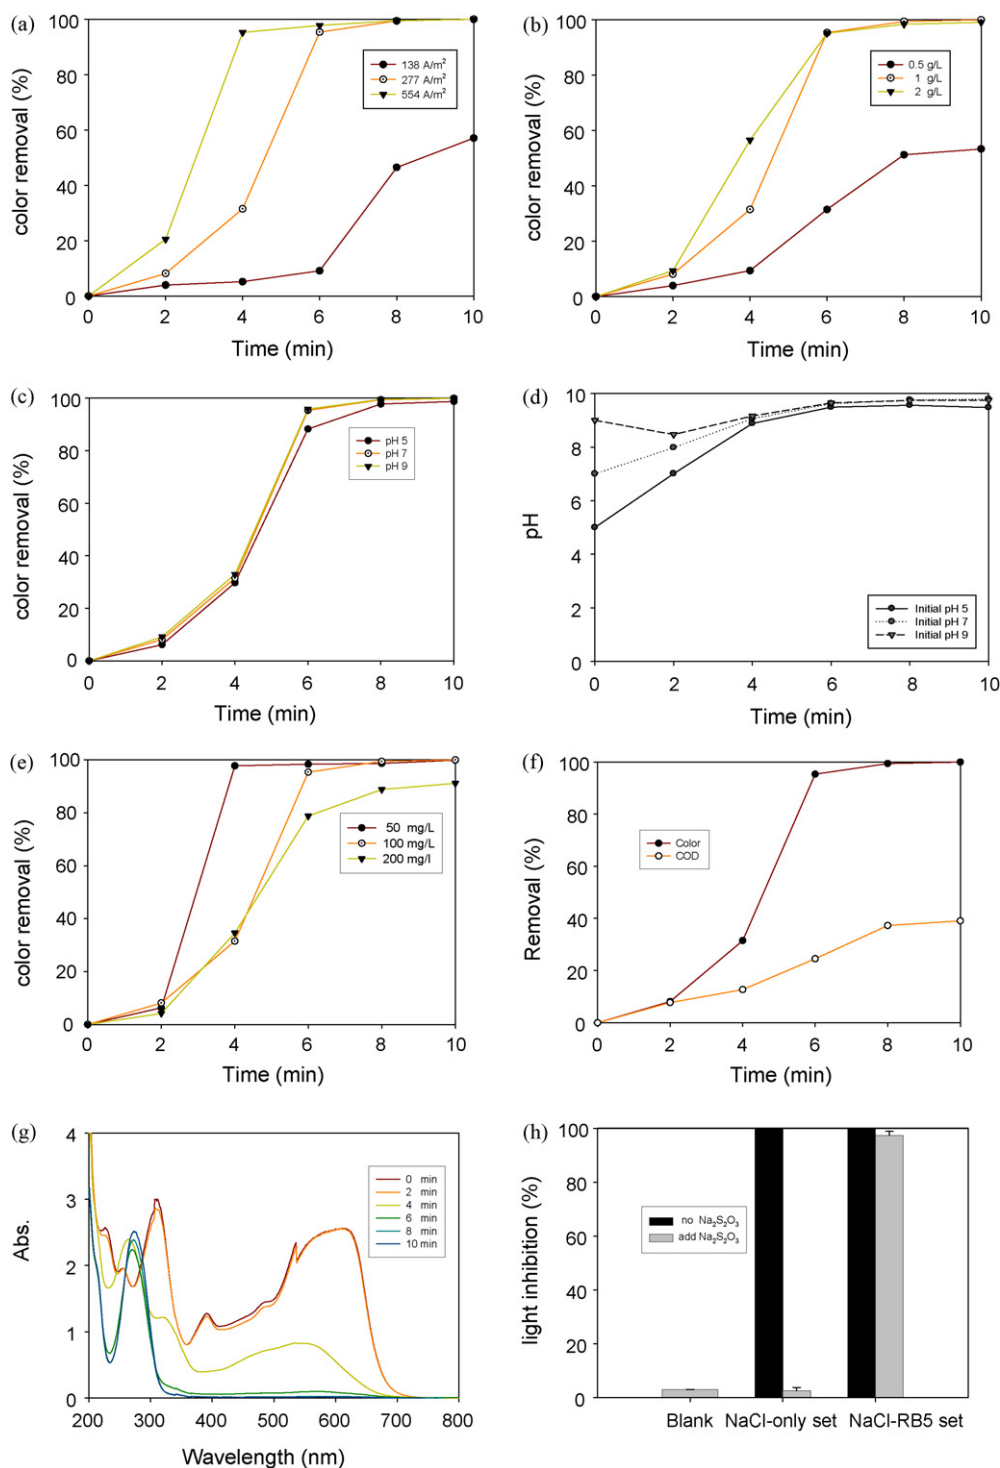 (a)
100
80
60
40
20
0
color removal (%)
138 A/m²
277 A/m²
554 A/m²
0 2 4 6 8 10
Time (min)
(b)
100
80
60
40
20
0
color removal (%)
0.5 g/L
1 g/L
2 g/L
0 2 4 6 8 10
Time (min)
(c)
100
80
60
40
20
0
color removal (%)
pH 5
pH 7
pH 9
0 2 4 6 8 10
Time (min)
(d)
10
8
6
4
2
0
pH
Initial pH 5
Initial pH 7
Initial pH 9
0 2 4 6 8 10
Time (min)
(e)
100
80
60
40
20
0
color removal (%)
50 mg/L
100 mg/L
200 mg/l
0 2 4 6 8 10
Time (min)
(f)
100
80
60
40
20
0
Removal (%)
Color
COD
0 2 4 6 8 10
Time (min)
(g)
4
3
2
1
0
Abs.
0 min
2 min
4 min
6 min
8 min
10 min
200 300 400 500 600 700 800
Wavelength (nm)
(h)
100
80
60
40
20
0
light inhibition (%)
no Na₂S₂O₃
add Na₂S₂O₃
Blank NaCl-only set NaCl-RB5 set